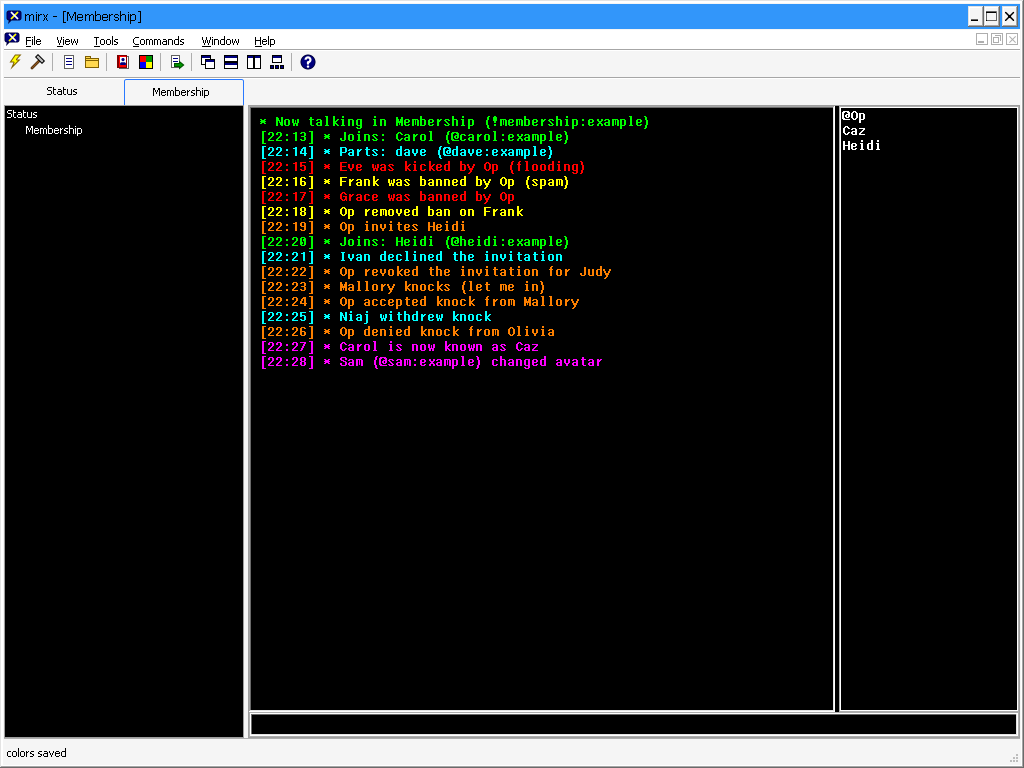 mirx - [Membership]
File View Tools Commands Window Help
Status Membership
Status
Membership
* Now talking in Membership (!membership:example)
[22:13] * Joins: Carol (@carol:example)
[22:14] * Parts: dave (@dave:example)
[22:15] * Eve was kicked by Op (flooding)
[22:16] * Frank was banned by Op (spam)
[22:17] * Grace was banned by Op
[22:18] * Op removed ban on Frank
[22:19] * Op invites Heidi
[22:20] * Joins: Heidi (@heidi:example)
[22:21] * Ivan declined the invitation
[22:22] * Op revoked the invitation for Judy
[22:23] * Mallory knocks (let me in)
[22:24] * Op accepted knock from Mallory
[22:25] * Niaj withdrew knock
[22:26] * Op denied knock from Olivia
[22:27] * Carol is now known as Caz
[22:28] * Sam (@sam:example) changed avatar
@Op
Caz
Heidi
colors saved